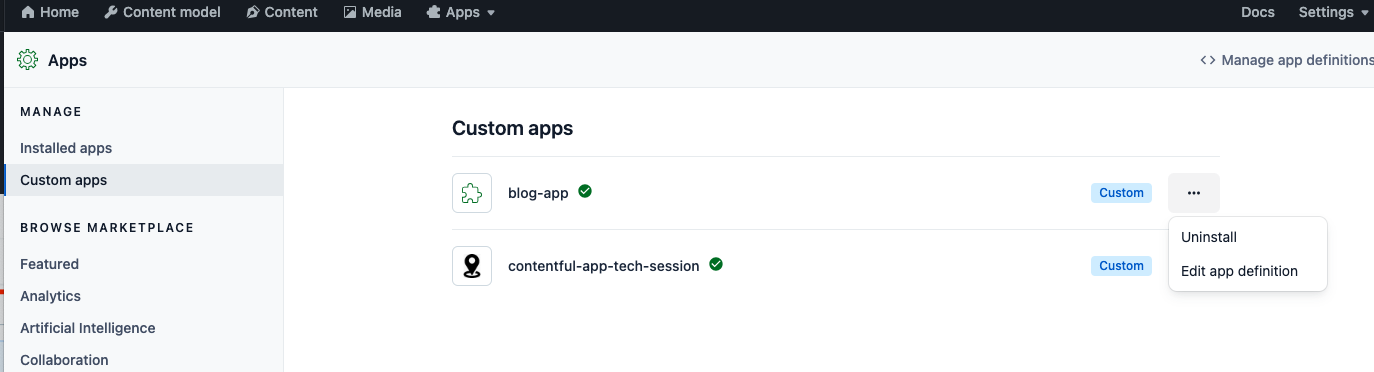 Home Content model Content Media Apps Docs Settings
Apps <> Manage app definitions
MANAGE
Installed apps
Custom apps
BROWSE MARKETPLACE
Featured
Analytics
Artificial Intelligence
Collaboration
Custom apps
blog-app Custom ...
Uninstall
Edit app definition
contentful-app-tech-session Custom